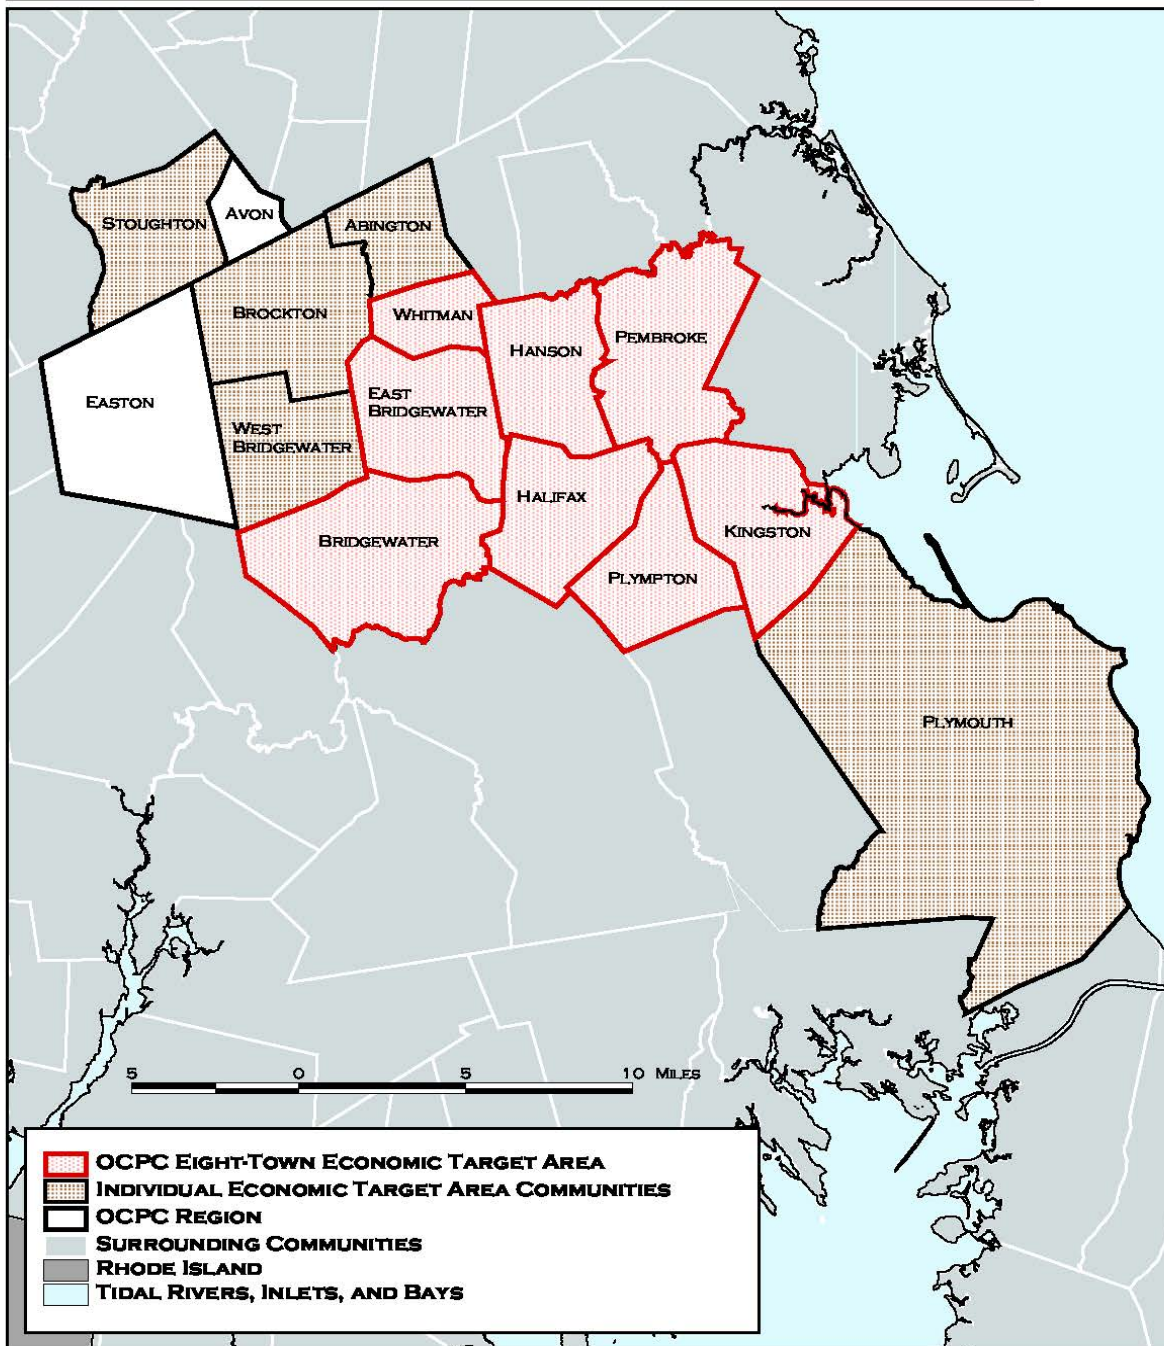 STOUGHTON
AVON
ABINGTON
BROCKTON
WHITMAN
HANSON
PEMBROKE
EASTON
EAST
BRIDGEWATER
WEST
BRIDGEWATER
HALIFAX
BRIDGEWATER
KINGSTON
PLYMPTON
PLYMOUTH
5 0 5 10 MILES
OCPC EIGHT-TOWN ECONOMIC TARGET AREA
INDIVIDUAL ECONOMIC TARGET AREA COMMUNITIES
OCPC REGION
SURROUNDING COMMUNITIES
RHODE ISLAND
TIDAL RIVERS, INLETS, AND BAYS